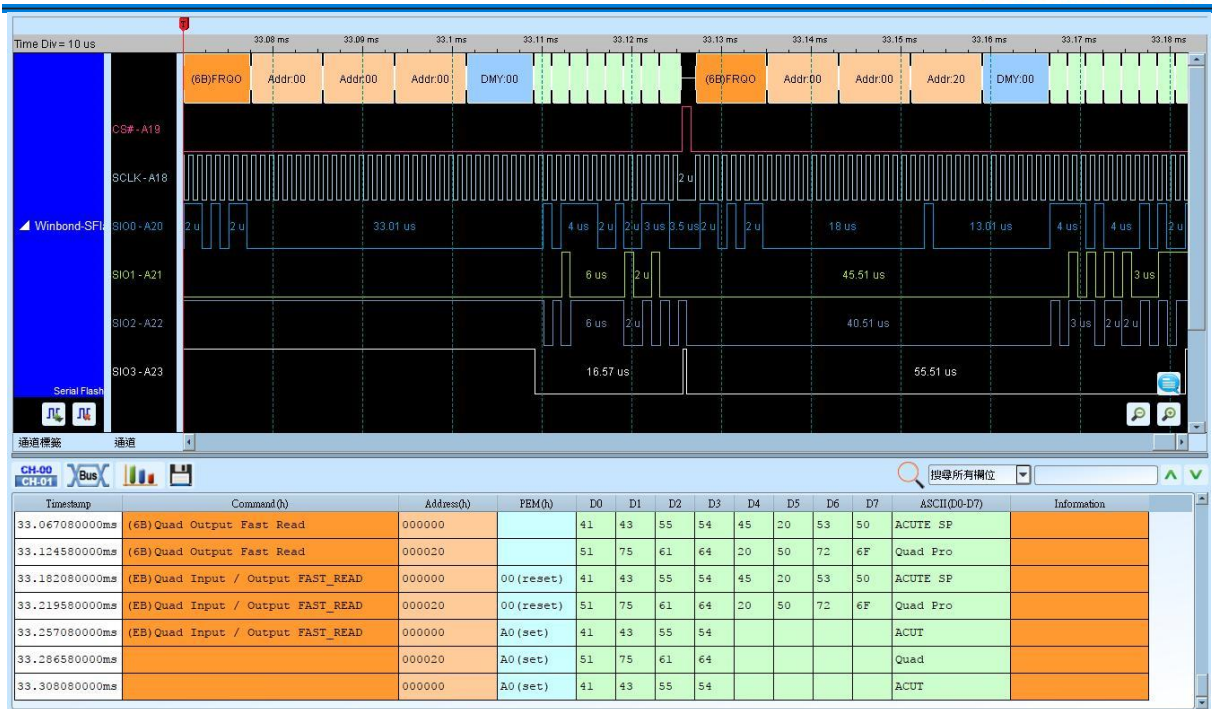 Time Div = 10 us 33.08 ms 33.09 ms 33.1 ms 33.11 ms 33.12 ms 33.13 ms 33.14 ms 33.15 ms 33.16 ms 33.17 ms 33.18 ms
(6B)FRQO Addr:00 Addr:00 Addr:00 DMY:00 (6B)FRQO Addr:00 Addr:00 Addr:20 DMY:00
CS# - A19
SCLK - A18 2 u
Winbond-SFl SIO0 - A20 2 u 2 u 33.01 us 4 us 2 u 2 u 3 us 3.5 us 2 u 2 u 18 us 13.01 us 4 us 4 us 2 u
SIO1 - A21 6 us 2 u 45.51 us 3 us
SIO2 - A22 6 us 2 u 40.51 us 3 us 2 u 2 u
SIO3 - A23 16.57 us 55.51 us
Serial Flash
通道標籤 通道
CH-00
CH-01 Bus 搜尋所有欄位
Timestamp Command(h) Address(h) PEM(h) D0 D1 D2 D3 D4 D5 D6 D7 ASCII(D0-D7) Information
33.067080000ms (6B)Quad Output Fast Read 000000 41 43 55 54 45 20 53 50 ACUTE SP
33.124580000ms (6B)Quad Output Fast Read 000020 51 75 61 64 20 50 72 6F Quad Pro
33.182080000ms (EB)Quad Input / Output FAST_READ 000000 00(reset) 41 43 55 54 45 20 53 50 ACUTE SP
33.219580000ms (EB)Quad Input / Output FAST_READ 000020 00(reset) 51 75 61 64 20 50 72 6F Quad Pro
33.257080000ms (EB)Quad Input / Output FAST_READ 000000 A0(set) 41 43 55 54 ACUT
33.286580000ms 000020 A0(set) 51 75 61 64 Quad
33.308080000ms 000000 A0(set) 41 43 55 54 ACUT